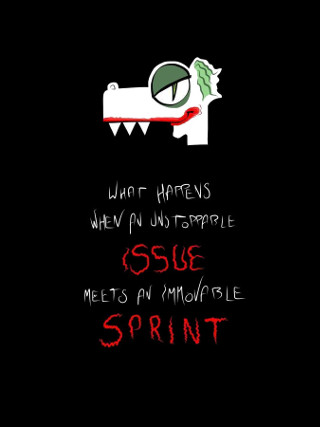 WHAT HAPPENS
WHEN AN UNSTOPPABLE
ISSUE
MEETS AN IMMOVABLE
SPRINT